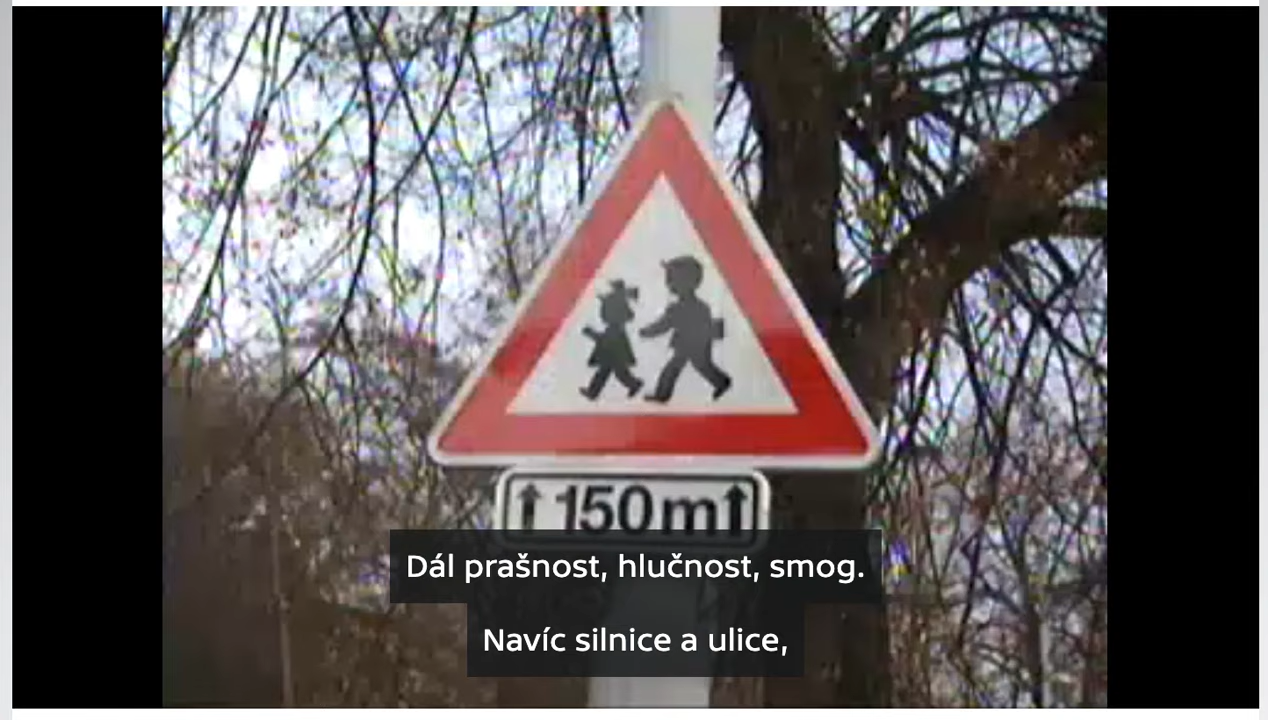 ↑150m↑
Dál prašnost, hlučnost, smog.
Navíc silnice a ulice,